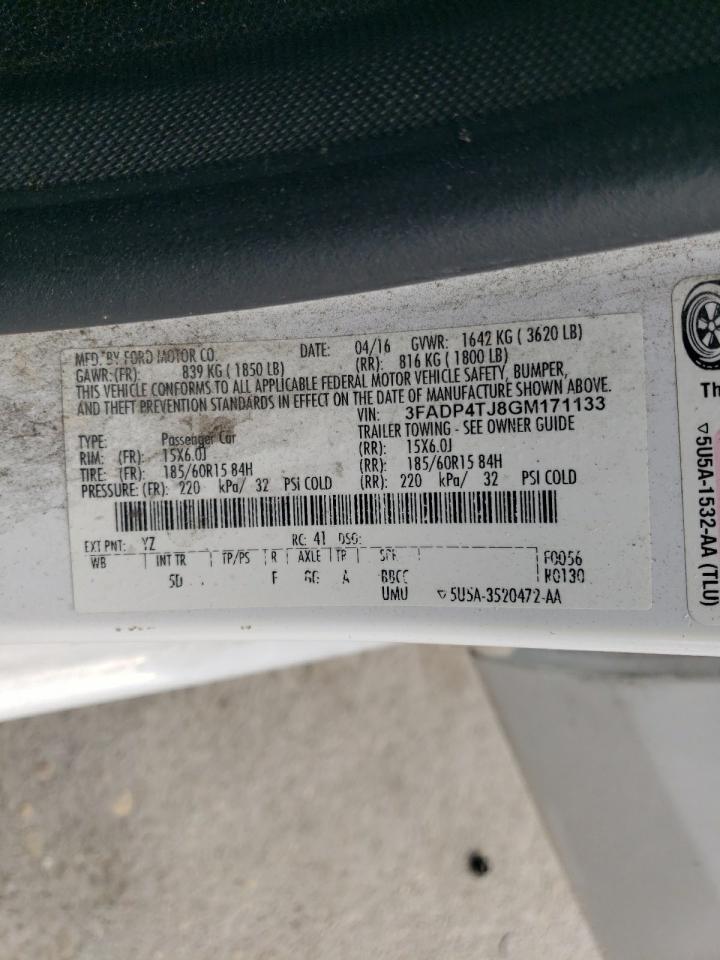 MFD. BY FORD MOTOR CO.
DATE: 04/16 GVWR: 1642 KG ( 3620 LB)
GAWR:(FR): 839 KG ( 1850 LB) (RR): 816 KG ( 1800 LB)
THIS VEHICLE CONFORMS TO ALL APPLICABLE FEDERAL MOTOR VEHICLE SAFETY, BUMPER,
AND THEFT PREVENTION STANDARDS IN EFFECT ON THE DATE OF MANUFACTURE SHOWN ABOVE.
VIN: 3FADP4TJ8GM171133
TYPE: Passenger Car TRAILER TOWING - SEE OWNER GUIDE
RIM: (FR): 15X6.0J (RR): 15X6.0J
TIRE: (FR): 185/60R15 84H (RR): 185/60R15 84H
PRESSURE: (FR): 220 kPa/ 32 PSI COLD (RR): 220 kPa/ 32 PSI COLD
EXT PNT: YZ RC: 41 DSO:
WB INT TR TP/PS R AXLE TP SPR F0056
5D F A
UMU ▽5U5A-3520472-AA
Th
▽5U5A-1532-AA (TLU)